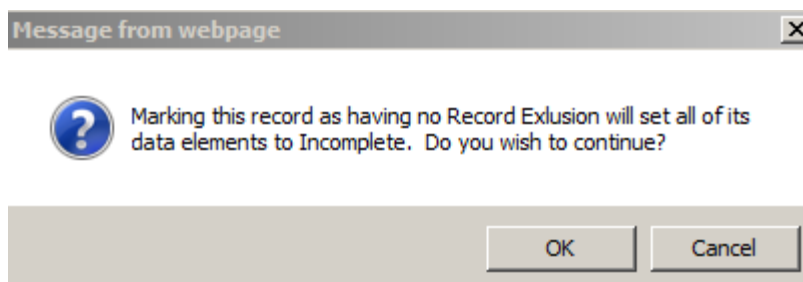 Message from webpage
Marking this record as having no Record Exlusion will set all of its
data elements to Incomplete.  Do you wish to continue?
OK
Cancel